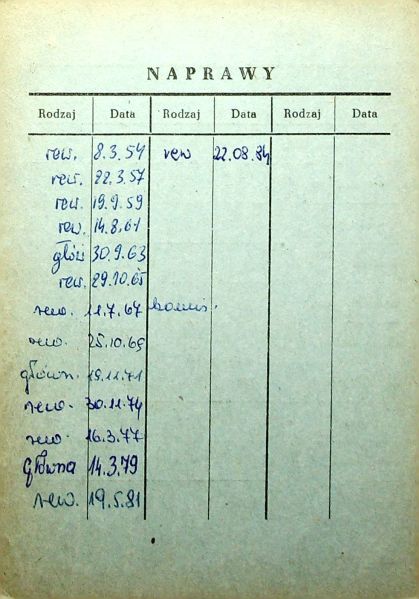 NAPRAWY
Rodzaj Data Rodzaj Data Rodzaj Data
rew. 8.3.54 rew 22.08.84
rew. 22.3.57
rew. 19.9.59
rew. 14.8.61
głów 30.9.63
rew. 29.10.65
rew. 11.7.67
rew. 25.10.69
główn. 19.11.71
rew. 30.11.74
rew. 16.3.77
główna 14.3.79
rew. 19.5.81